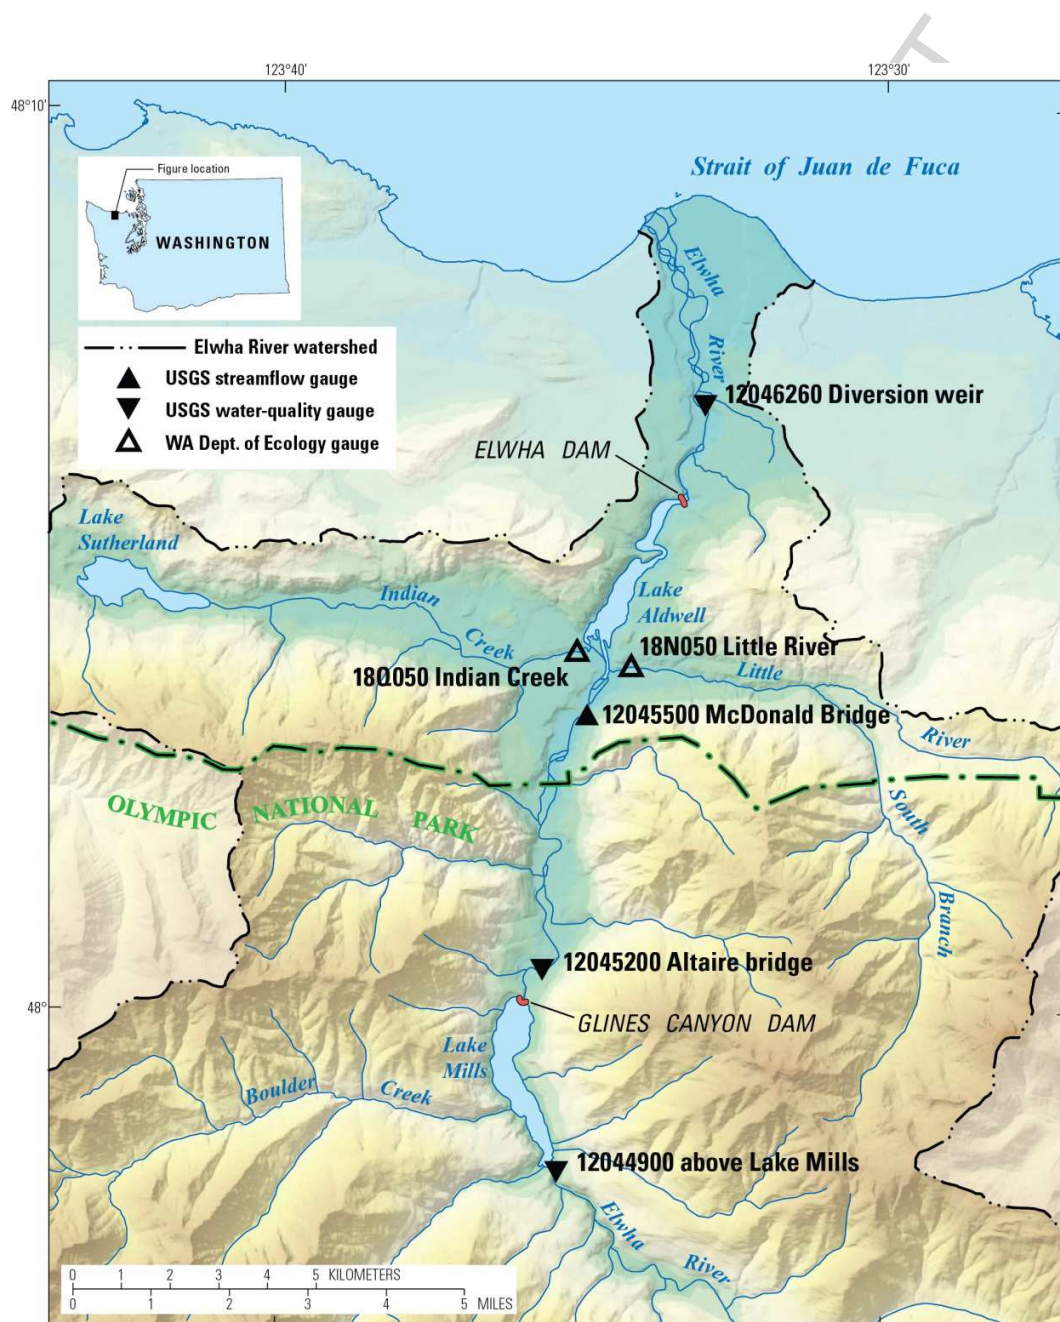 T
123°40'
123°30'
48°10'
Strait of Juan de Fuca
Figure location
WASHINGTON
Elwha River watershed
USGS streamflow gauge
USGS water-quality gauge
WA Dept. of Ecology gauge
Elwha
River
12046260 Diversion weir
ELWHA DAM
Lake
Sutherland
Indian
Creek
Lake
Aldwell
18N050 Little River
Little
River
Indian Creek
12045500 McDonald Bridge
OLYMPIC NATIONAL PARK
South
Branch
12045200 Altaire bridge
48°
GLINES CANYON DAM
Lake
Mills
Boulder
Creek
12044900 above Lake Mills
Elwha
River
0 1 2 3 4 5 KILOMETERS
0 1 2 3 4 5 MILES